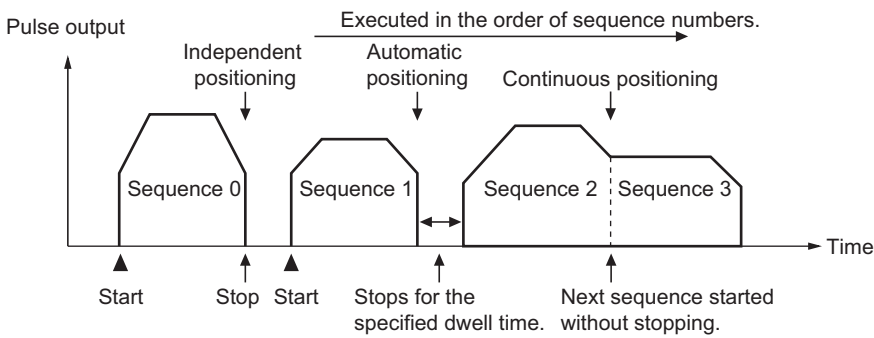 Executed in the order of sequence numbers.
Pulse output
Independent
positioning
Automatic
positioning
Continuous positioning
Sequence 0
Sequence 1
Sequence 2
Sequence 3
Time
Start
Stop
Start
Stops for the
specified dwell time.
Next sequence started
without stopping.